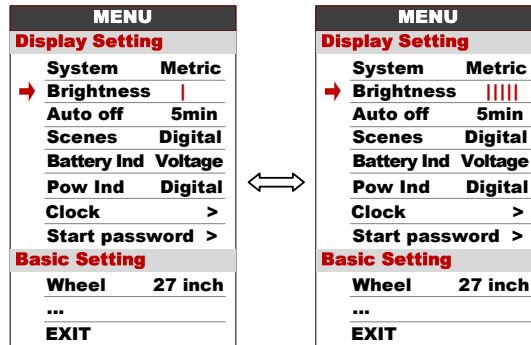 MENU
Display Setting
System Metric
Brightness |
Auto off 5min
Scenes Digital
Battery Ind Voltage
Pow Ind Digital
Clock >
Start password >
Basic Setting
Wheel 27 inch
...
EXIT
MENU
Display Setting
System Metric
Brightness |||||
Auto off 5min
Scenes Digital
Battery Ind Voltage
Pow Ind Digital
Clock >
Start password >
Basic Setting
Wheel 27 inch
...
EXIT